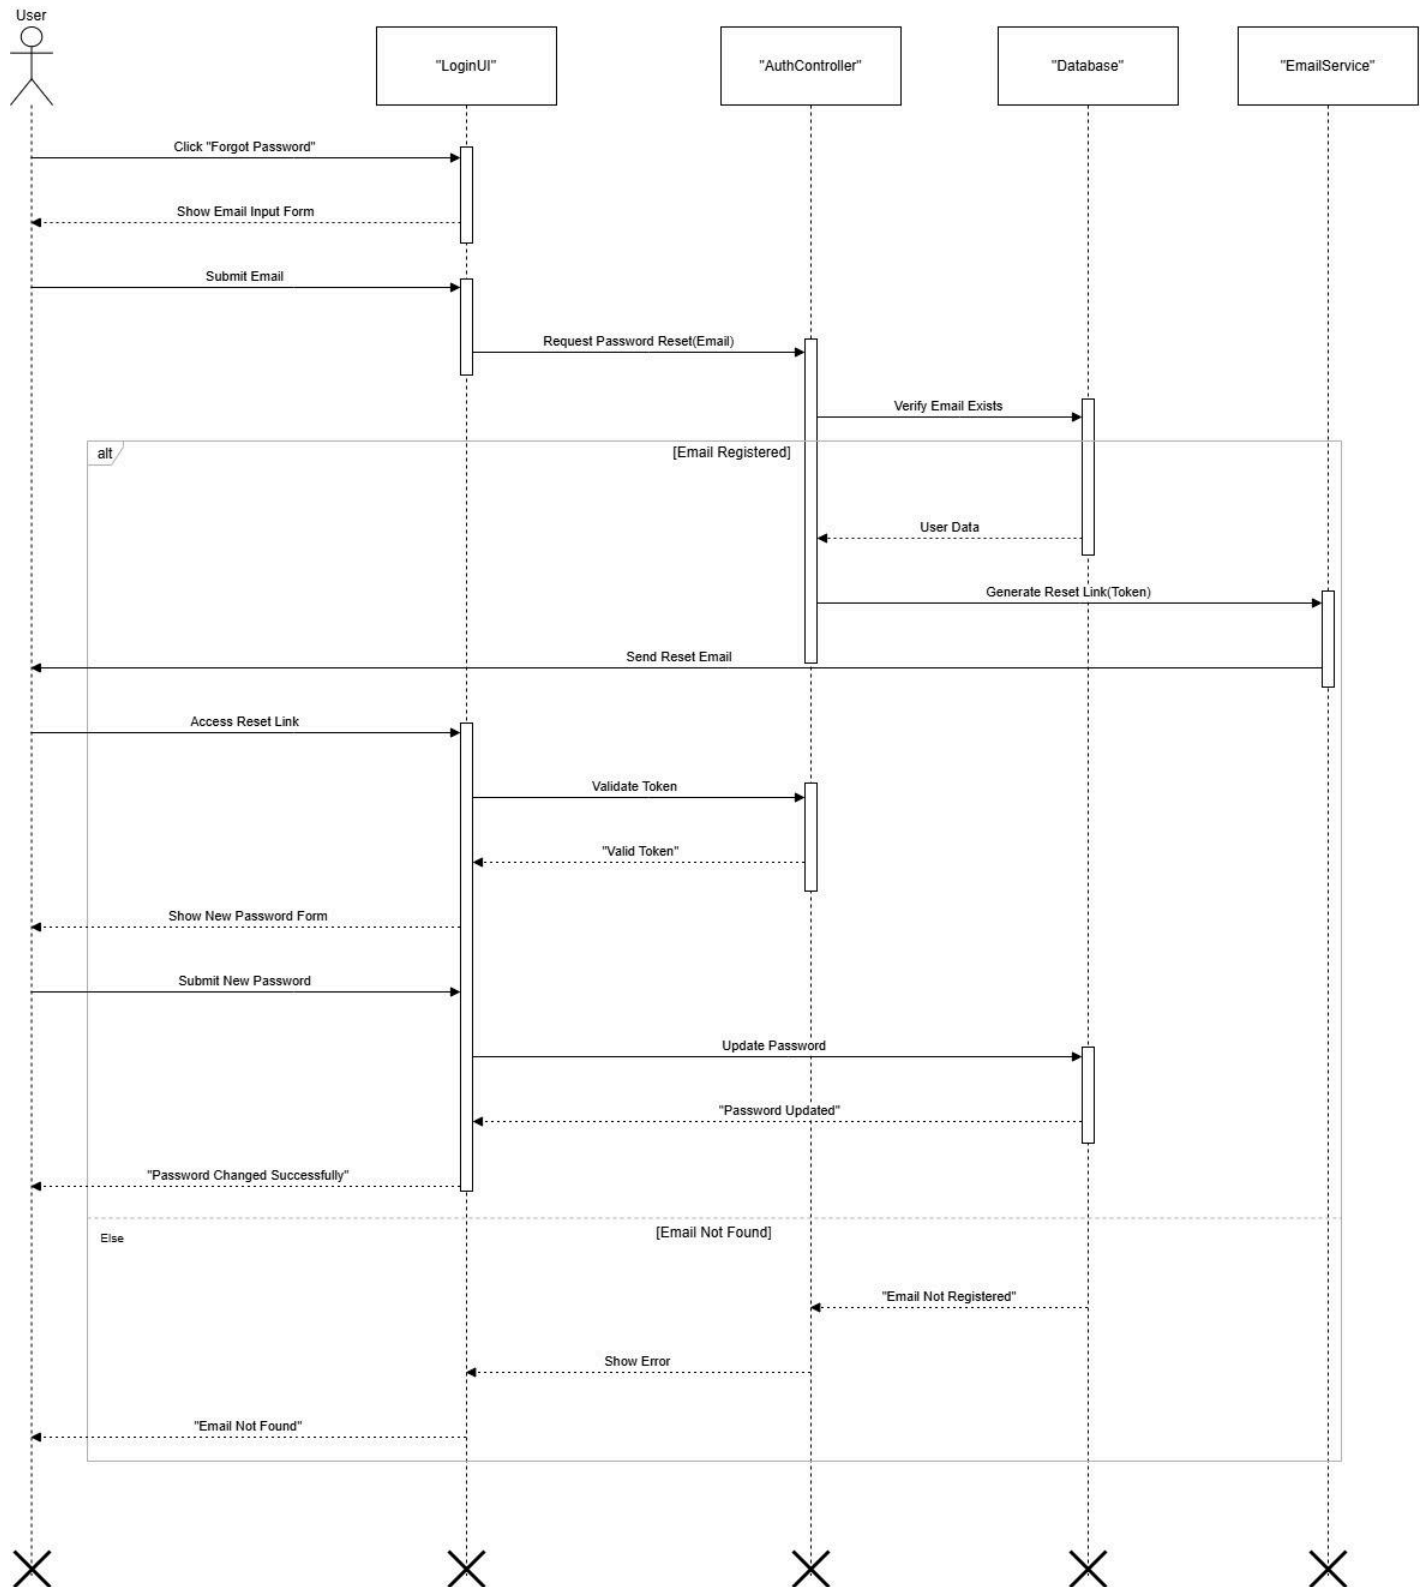 User
"LoginUI"
"AuthController"
"Database"
"EmailService"
Click "Forgot Password"
Show Email Input Form
Submit Email
Request Password Reset(Email)
Verify Email Exists
alt
[Email Registered]
User Data
Generate Reset Link(Token)
Send Reset Email
Access Reset Link
Validate Token
"Valid Token"
Show New Password Form
Submit New Password
Update Password
"Password Updated"
"Password Changed Successfully"
Else
[Email Not Found]
"Email Not Registered"
Show Error
"Email Not Found"